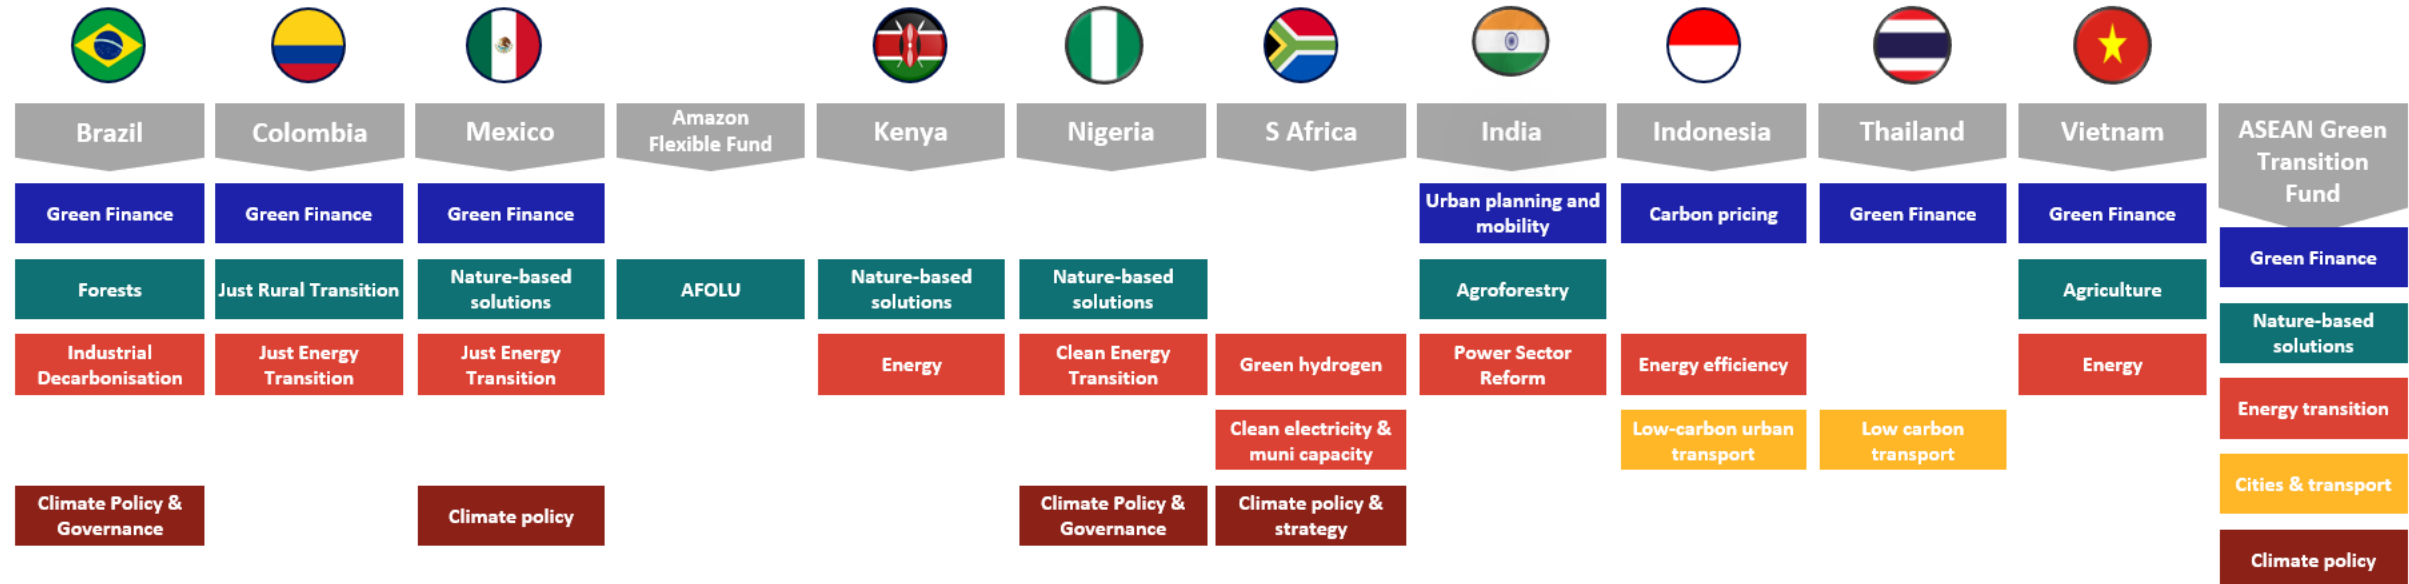 Brazil
Colombia
Mexico
Amazon
Flexible Fund
Kenya
Nigeria
S Africa
India
Indonesia
Thailand
Vietnam
ASEAN Green
Transition
Fund
Green Finance
Green Finance
Green Finance
Urban planning and
mobility
Carbon pricing
Green Finance
Green Finance
Green Finance
Forests
Just Rural Transition
Nature-based
solutions
AFOLU
Nature-based
solutions
Nature-based
solutions
Agroforestry
Agriculture
Nature-based
solutions
Industrial
Decarbonisation
Just Energy
Transition
Just Energy
Transition
Energy
Clean Energy
Transition
Green hydrogen
Power Sector
Reform
Energy efficiency
Energy
Energy transition
Clean electricity &
muni capacity
Low-carbon urban
transport
Low carbon
transport
Cities & transport
Climate Policy &
Governance
Climate policy
Climate Policy &
Governance
Climate policy &
strategy
Climate policy